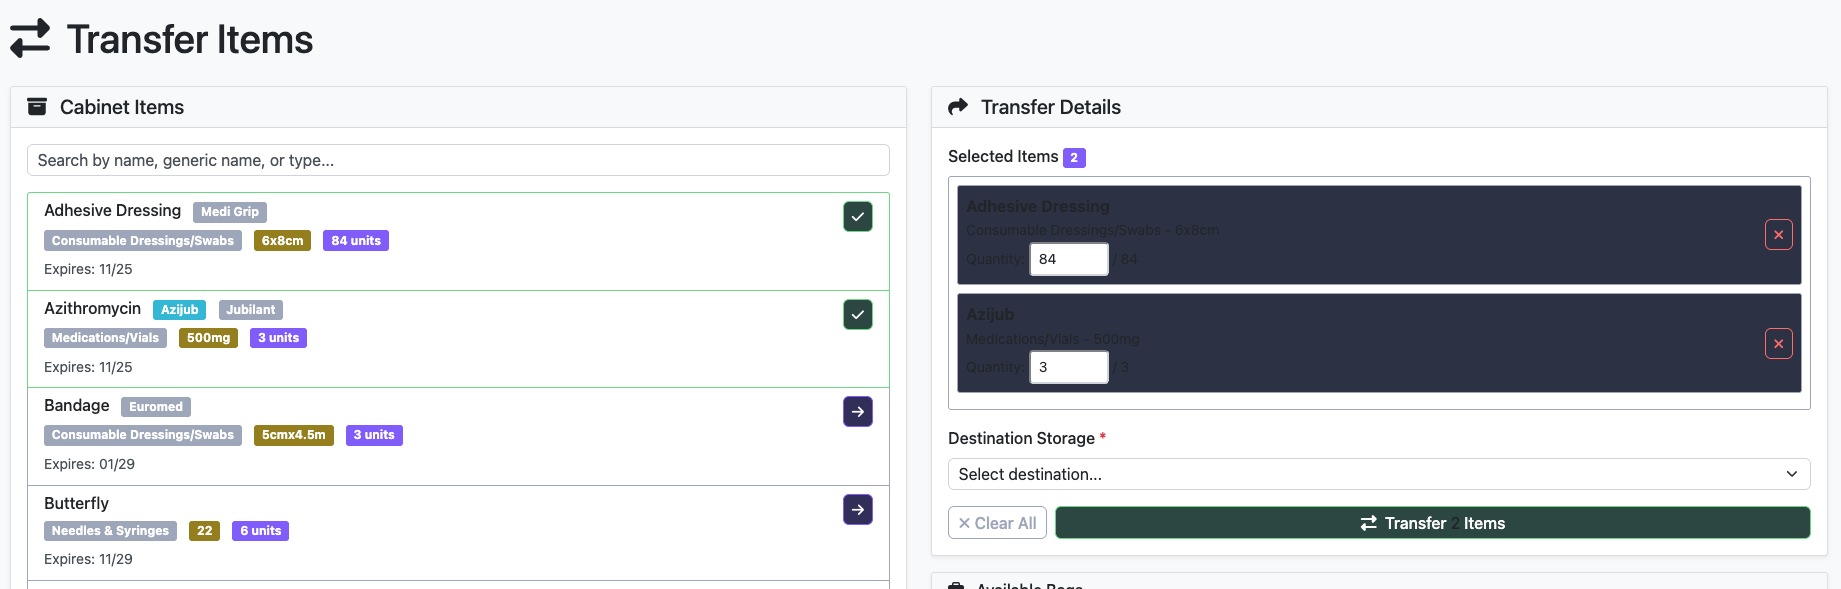 Transfer Items
Cabinet Items
Search by name, generic name, or type...
Adhesive Dressing Medi Grip
Consumable Dressings/Swabs 6x8cm 84 units
Expires: 11/25
Azithromycin Azijub Jubilant
Medications/Vials 500mg 3 units
Expires: 11/25
Bandage Euromed
Consumable Dressings/Swabs 5cmx4.5m 3 units
Expires: 01/29
Butterfly
Needles & Syringes 22 6 units
Expires: 11/29
Transfer Details
Selected Items 2
Adhesive Dressing
Consumable Dressings/Swabs - 6x8cm
Quantity: 84 / 84
Azijub
Medications/Vials - 500mg
Quantity: 3 / 3
Destination Storage *
Select destination...
Clear All
Transfer 2 Items
Available Bags